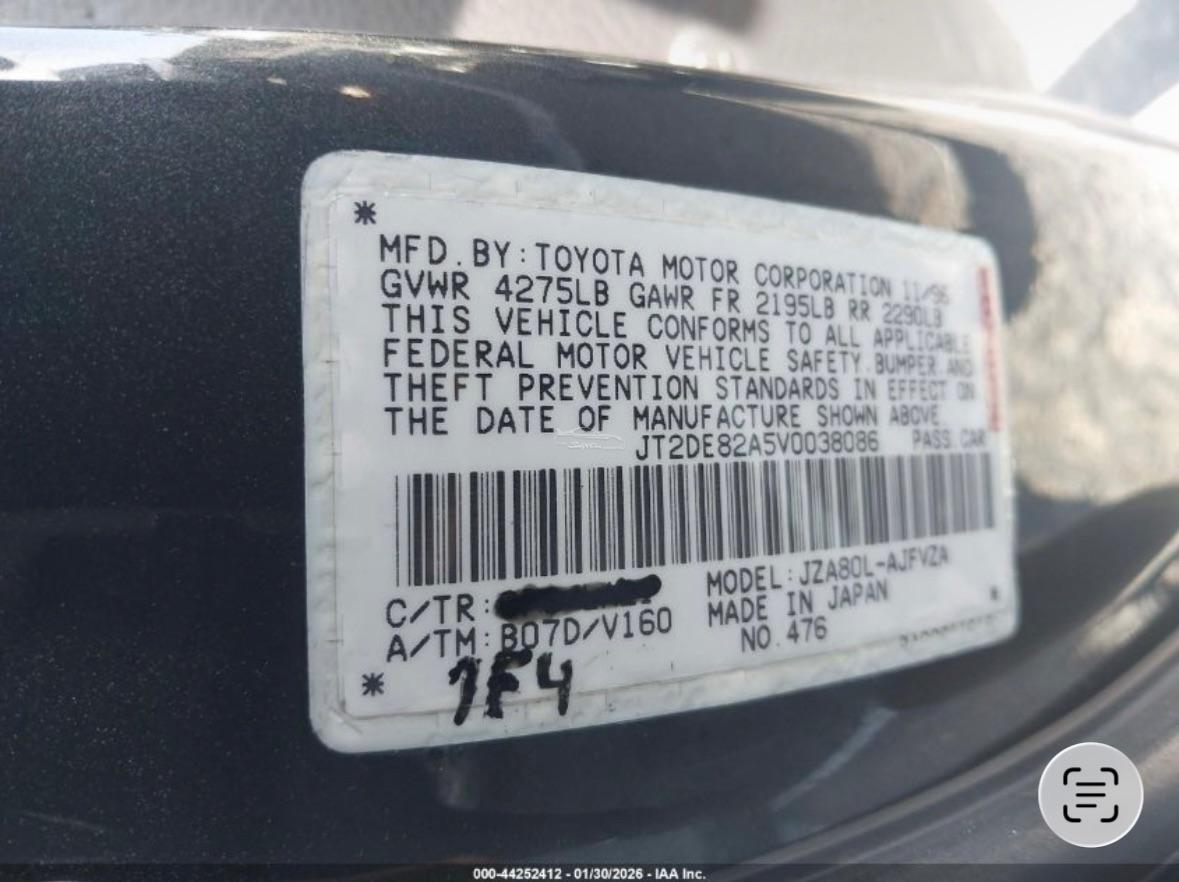 MFD. BY: TOYOTA MOTOR CORPORATION 11/96
GVWR 4275LB GAWR FR 2195LB RR 2290LB
THIS VEHICLE CONFORMS TO ALL APPLICABLE
FEDERAL MOTOR VEHICLE SAFETY. BUMPER. AND
THEFT PREVENTION STANDARDS IN EFFECT ON
THE DATE OF MANUFACTURE SHOWN ABOVE.
JT2DE82A5V0038086 PASS. CAR
C/TR:
MODEL: JZA80L-AJFVZA
A/TM: B07D/V160
MADE IN JAPAN
NO. 476
1F4
000-44252412 - 01/30/2026 - IAA Inc.